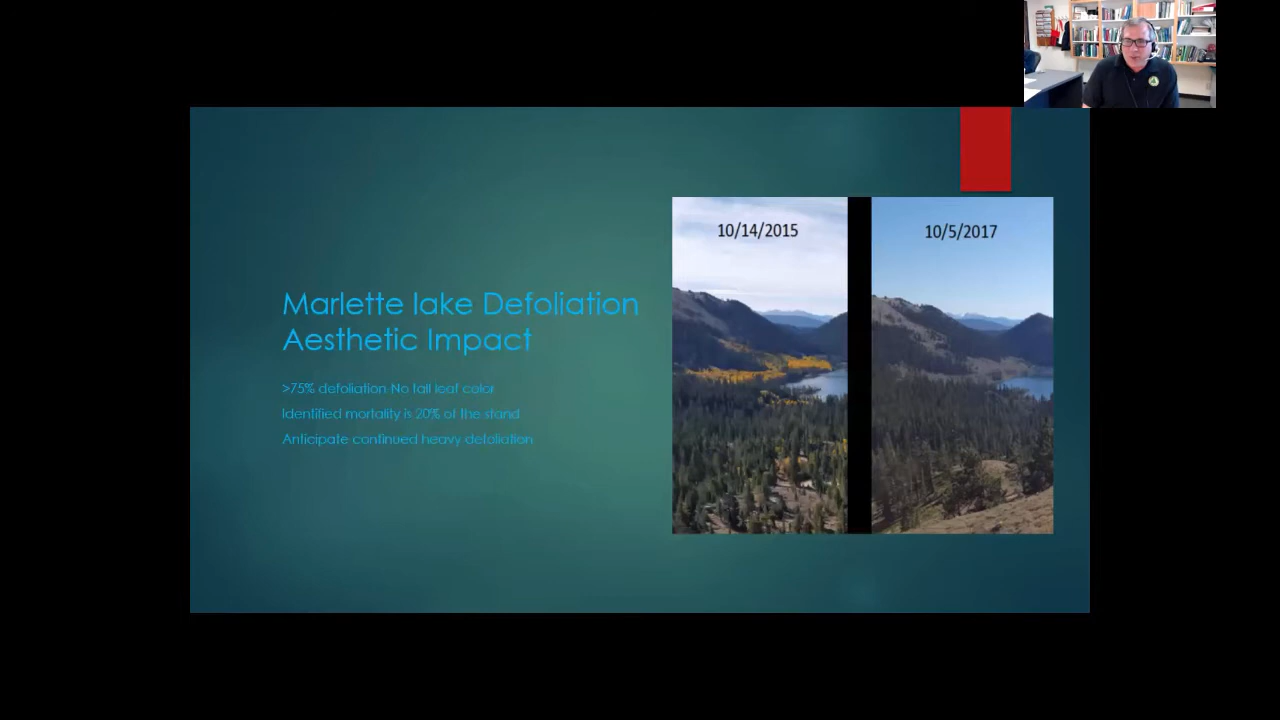 Marlette lake Defoliation
Aesthetic Impact
>75% defoliation-No fall leaf color
Identified mortality is 20% of the stand
Anticipate continued heavy defoliation
10/14/2015
10/5/2017